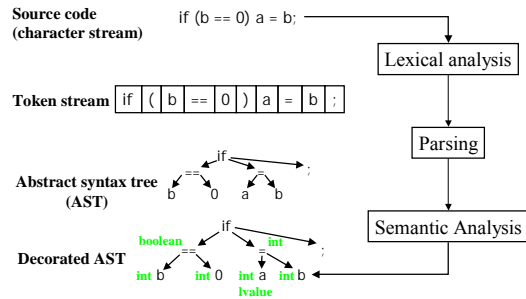 Source code
(character stream)
if (b == 0) a = b;
Lexical analysis
Token stream
if ( b == 0 ) a = b ;
Parsing
if
== = ;
b 0 a b
Abstract syntax tree
(AST)
Semantic Analysis
if
boolean == = int ;
Decorated AST
int b int 0 int a int b
lvalue